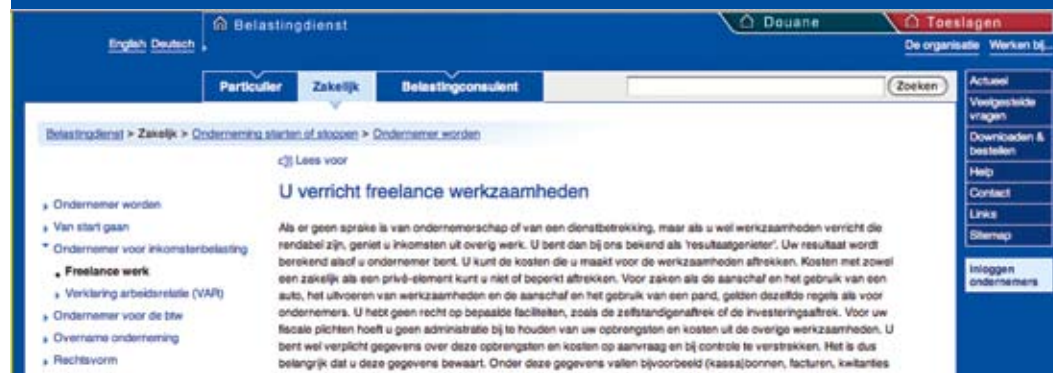 Belastingdienst
Douane
Toeslagen
English Deutsch
De organisatie Werken bij...
Particulier Zakelijk Belastingconsulent
Zoeken
Actueel
Veelgestelde
vragen
Downloaden &
bestellen
Help
Contact
Links
Sitemap
Inloggen
ondernemers
Belastingdienst > Zakelijk > Onderneming starten of stoppen > Ondernemer worden
Lees voor
Ondernemer worden
Van start gaan
Ondernemer voor inkomstenbelasting
Freelance werk
Verklaring arbeidsrelatie (VAR)
Ondernemer voor de btw
Overname onderneming
Rechtsvorm
U verricht freelance werkzaamheden
Als er geen sprake is van ondernemerschap of van een dienstbetrekking, maar als u wel werkzaamheden verricht die
rendabel zijn, geniet u inkomsten uit overig werk. U bent dan bij ons bekend als 'resultaatgenieter'. Uw resultaat wordt
berekend alsof u ondernemer bent. U kunt de kosten die u maakt voor de werkzaamheden aftrekken. Kosten met zowel
een zakelijk als een privé-element kunt u niet of beperkt aftrekken. Voor zaken als de aanschaf en het gebruik van een
auto, het uitvoeren van werkzaamheden en de aanschaf en het gebruik van een pand, gelden dezelfde regels als voor
ondernemers. U hebt geen recht op bepaalde faciliteiten, zoals de zelfstandigenaftrek of de investeringsaftrek. Voor uw
fiscale plichten hoeft u geen administratie bij te houden van uw opbrengsten en kosten uit de overige werkzaamheden. U
bent wel verplicht gegevens over deze opbrengsten en kosten op aanvraag en bij controle te verstrekken. Het is dus
belangrijk dat u deze gegevens bewaart. Onder deze gegevens vallen bijvoorbeeld (kassa)bonnen, facturen, kwitanties